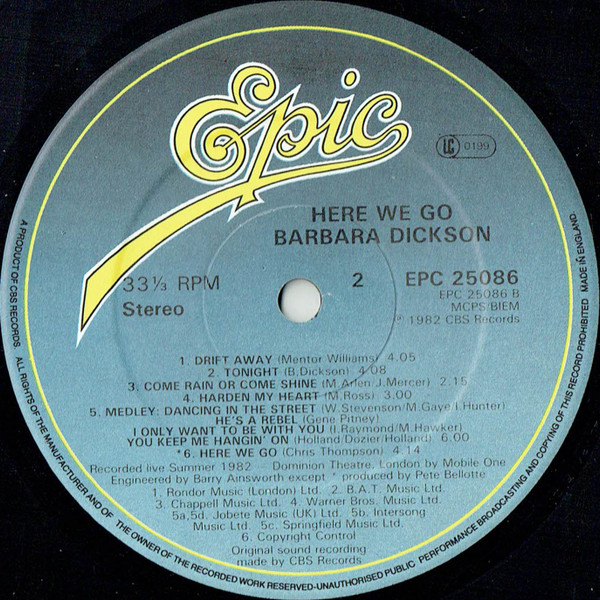 Epic
LC 0199
HERE WE GO
BARBARA DICKSON
33⅓ RPM
Stereo
2
EPC 25086
EPC 25086 B
MCPS/BIEM
℗ 1982 CBS Records
1. DRIFT AWAY (Mentor Williams) 4.05
2. TONIGHT (B.Dickson) 4.08
3. COME RAIN OR COME SHINE (M.Arlen/J.Mercer) 2.15
4. HARDEN MY HEART (M.Ross) 3.00
5. MEDLEY: DANCING IN THE STREET (W.Stevenson/M.Gaye I.Hunter)
HE'S A REBEL (Gene Pitney)
I ONLY WANT TO BE WITH YOU (I.Raymond/M.Hawker)
YOU KEEP ME HANGIN' ON (Holland/Dozier/Holland) 6.00
*6. HERE WE GO (Chris Thompson) 4.14
Recorded live Summer 1982 Dominion Theatre, London by Mobile One
Engineered by Barry Ainsworth except * produced by Pete Bellotte
1. Rondor Music (London) Ltd. 2. B.A.T. Music Ltd.
3. Chappell Music Ltd. 4. Warner Bros. Music Ltd.
5a,5d. Jobete Music (UK) Ltd. 5b. Intersong
Music Ltd. 5c. Springfield Music Ltd.
6. Copyright Control
Original sound recording
made by CBS Records
A PRODUCT OF CBS RECORDS ALL RIGHTS OF THE MANUFACTURER AND OF THE OWNER OF THE RECORDED WORK RESERVED-UNAUTHORISED PUBLIC PERFORMANCE BROADCASTING AND COPYING OF THIS RECORD PROHIBITED MADE IN ENGLAND.